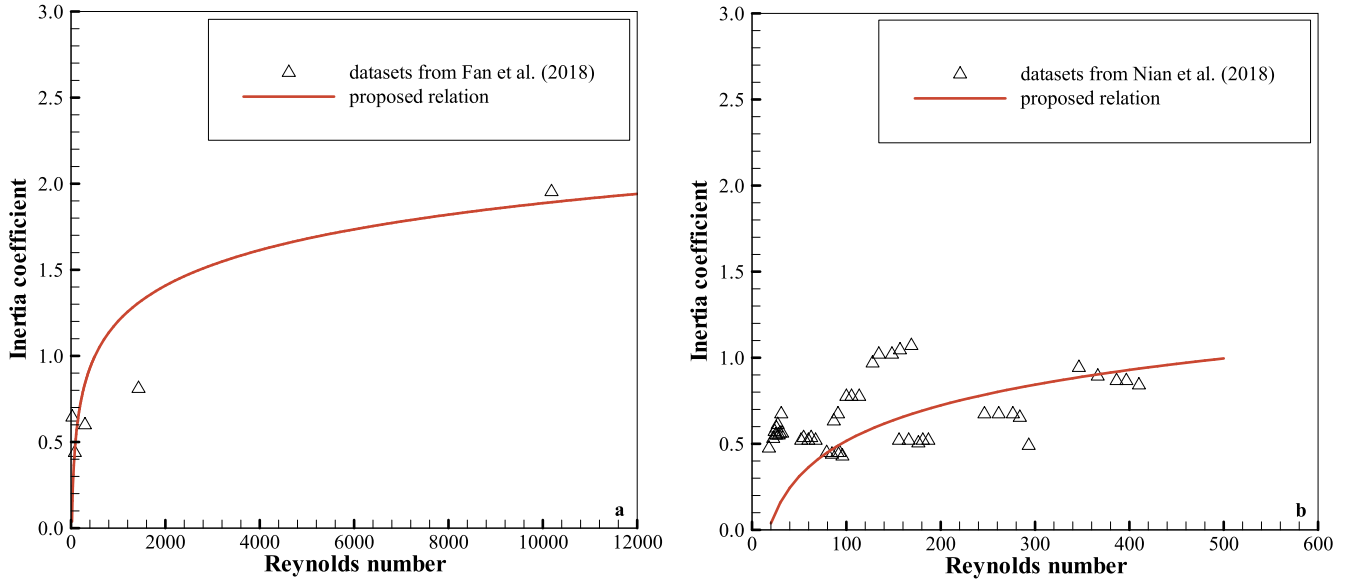 3.0
2.5
2.0
1.5
1.0
0.5
0.0
Inertia coefficient
datasets from Fan et al. (2018)
proposed relation
a
0 2000 4000 6000 8000 10000 12000
Reynolds number
3.0
2.5
2.0
1.5
1.0
0.5
0.0
Inertia coefficient
datasets from Nian et al. (2018)
proposed relation
b
0 100 200 300 400 500 600
Reynolds number